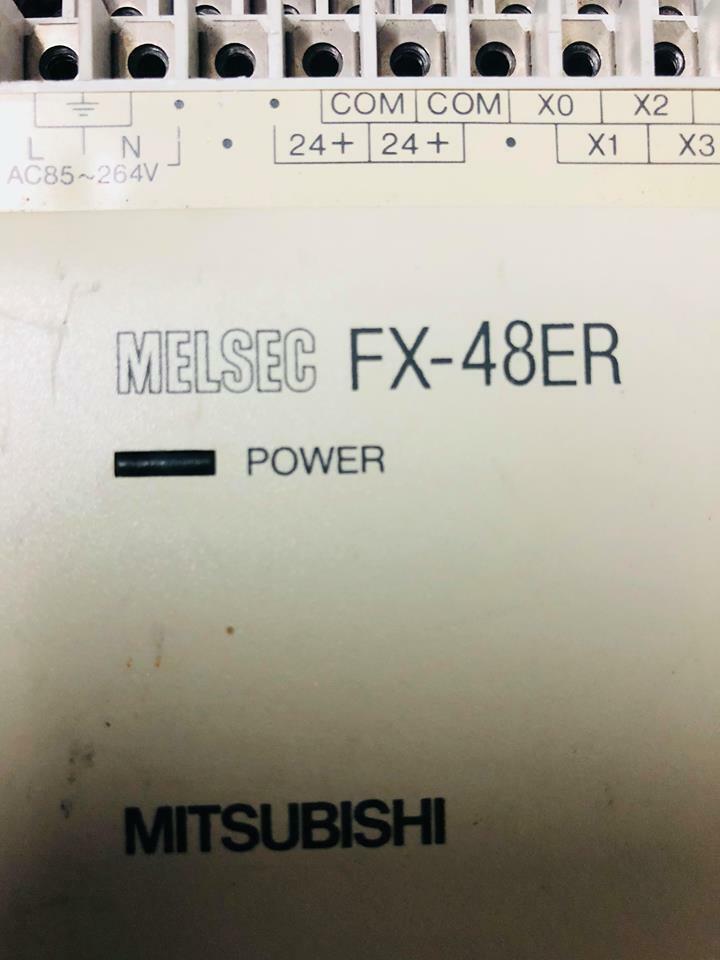 COM COM X0 X2
L N 24+ 24+ X1 X3
AC85~264V
MELSEC FX-48ER
POWER
MITSUBISHI